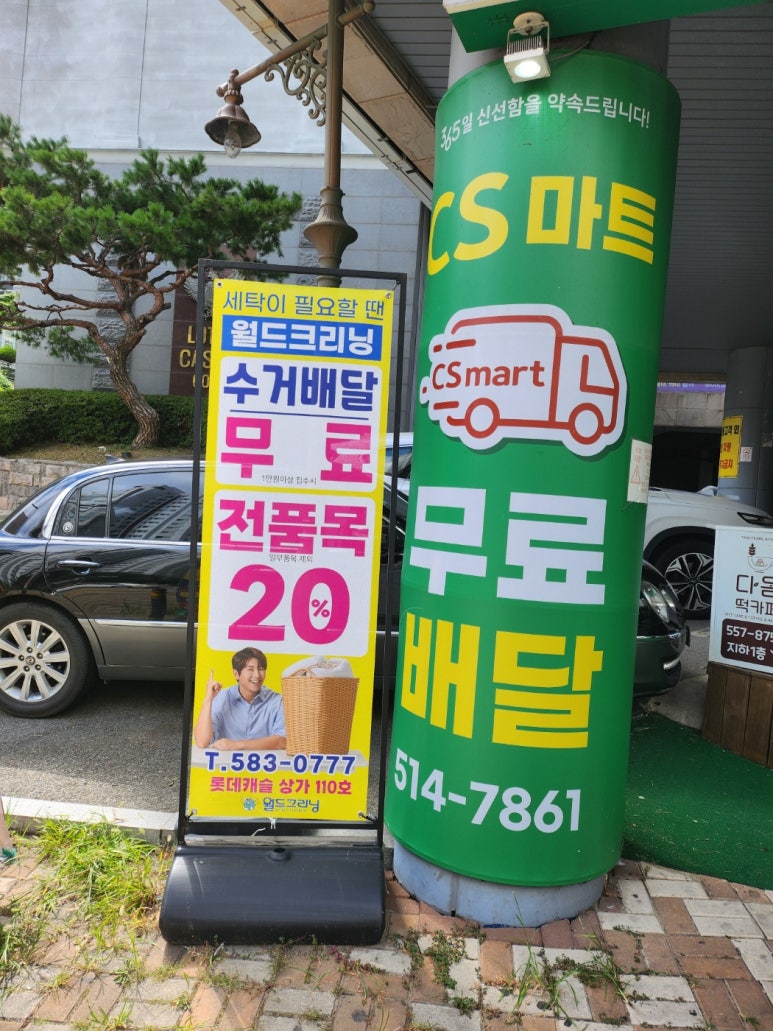 세탁이 필요할 땐
월드크리닝
수거배달
무료
1만원이상 접수시
전품목
일부품목 제외
20%
T.583-0777
롯데캐슬 상가 110호
월드크리닝
365일 신선함을 약속드립니다!
CS 마트
CSmart
무료
배달
514-7861
떡카페
지하1층